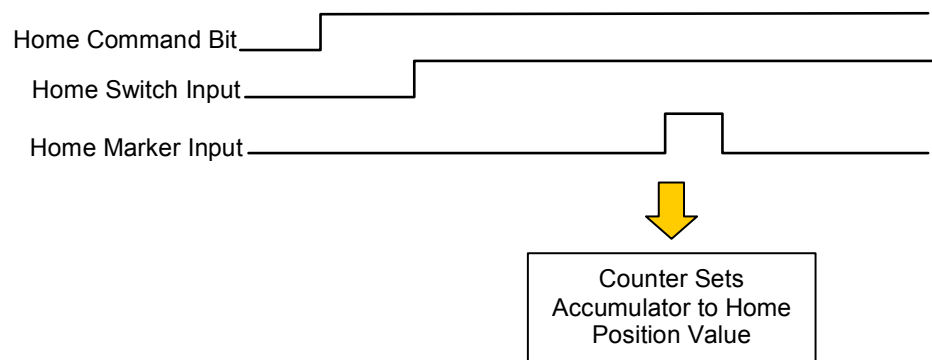 Home Command Bit
Home Switch Input
Home Marker Input
Counter Sets
Accumulator to Home
Position Value